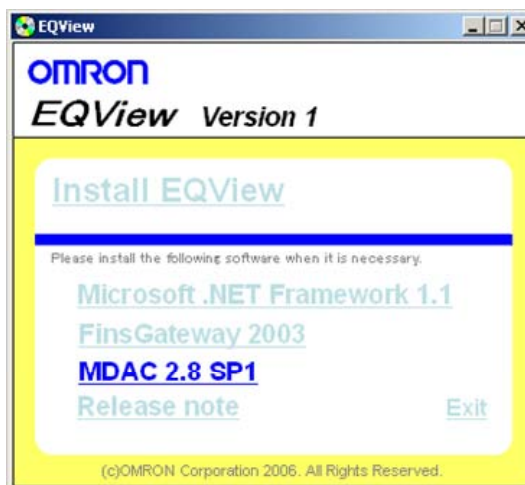 EQView
OMRON
EQView Version 1
Install EQView
Please install the following software when it is necessary.
Microsoft .NET Framework 1.1
FinsGateway 2003
MDAC 2.8 SP1
Release note Exit
(c)OMRON Corporation 2006. All Rights Reserved.